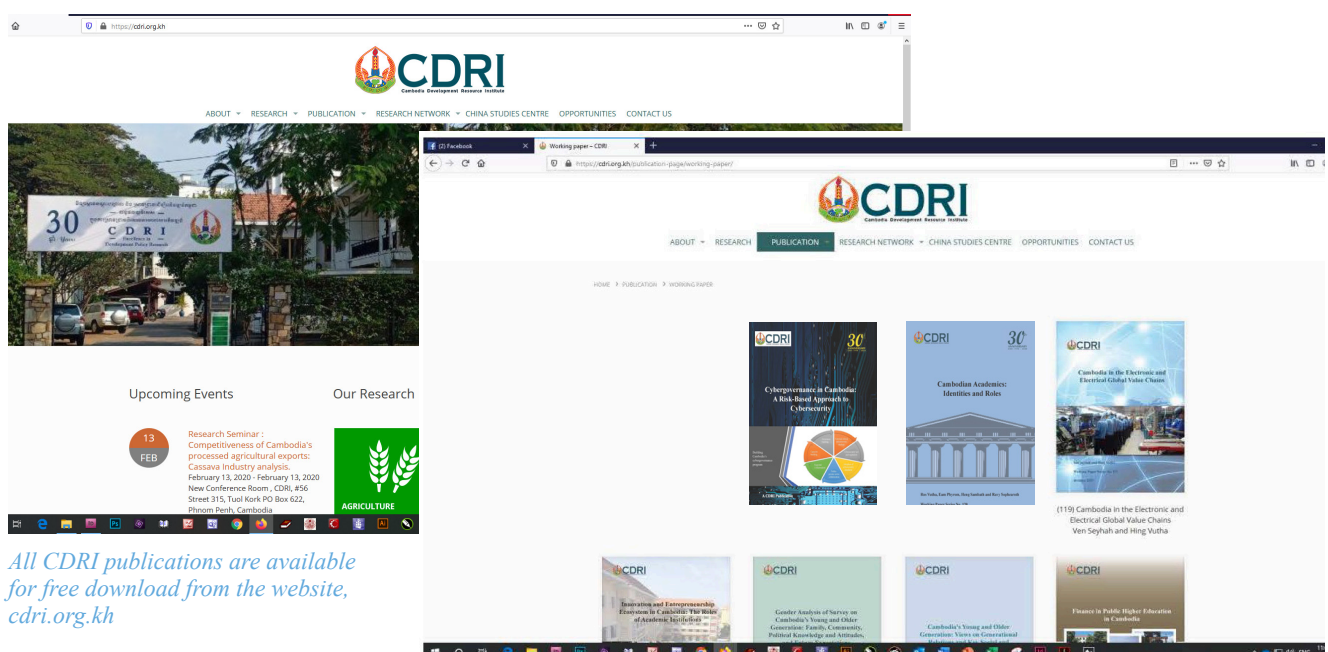 https://cdri.org.kh
CDRI
Cambodia Development Resource Institute
ABOUT RESEARCH PUBLICATION RESEARCH NETWORK CHINA STUDIES CENTRE OPPORTUNITIES CONTACT US
30
Years
CDRI
Excellence in
Development Policy Research
Upcoming Events
Our Research
13
FEB
Research Seminar :
Competitiveness of Cambodia's
processed agricultural exports:
Cassava Industry analysis.
February 13, 2020 - February 13, 2020
New Conference Room , CDRI, #56
Street 315, Tuol Kork PO Box 622,
Phnom Penh, Cambodia
AGRICULTURE
All CDRI publications are available
for free download from the website,
cdri.org.kh
(2) Facebook
Working paper – CDRI
https://cdri.org.kh/publication-page/working-paper/
CDRI
Cambodia Development Resource Institute
ABOUT RESEARCH PUBLICATION RESEARCH NETWORK CHINA STUDIES CENTRE OPPORTUNITIES CONTACT US
HOME > PUBLICATION > WORKING PAPER
CDRI
30
Cybergovernance in Cambodia:
A Risk-Based Approach to
Cybersecurity
CDRI
30
Cambodian Academics:
Identities and Roles
CDRI
Cambodia in the Electronic and
Electrical Global Value Chains
(119) Cambodia in the Electronic and
Electrical Global Value Chains
Ven Seyhah and Hing Vutha
CDRI
Innovation and Entrepreneurship
Ecosystem in Cambodia: The Roles
of Academic Institutions
CDRI
Gender Analysis of Survey on
Cambodia's Young and Older
Generation: Family, Community,
Political Knowledge and Attitudes,
CDRI
Cambodia's Young and Older
Generation: Views on Generational
CDRI
Finance in Public Higher Education
in Cambodia
ENG